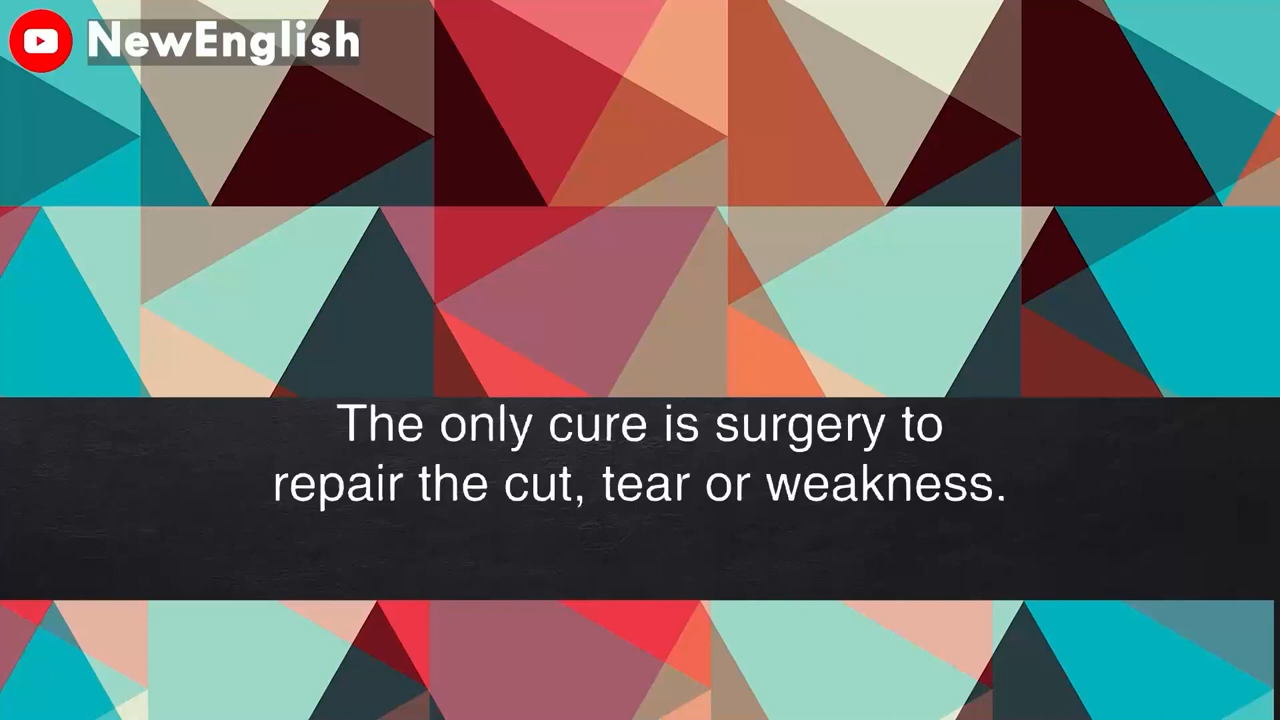 NewEnglish
The only cure is surgery to
repair the cut, tear or weakness.